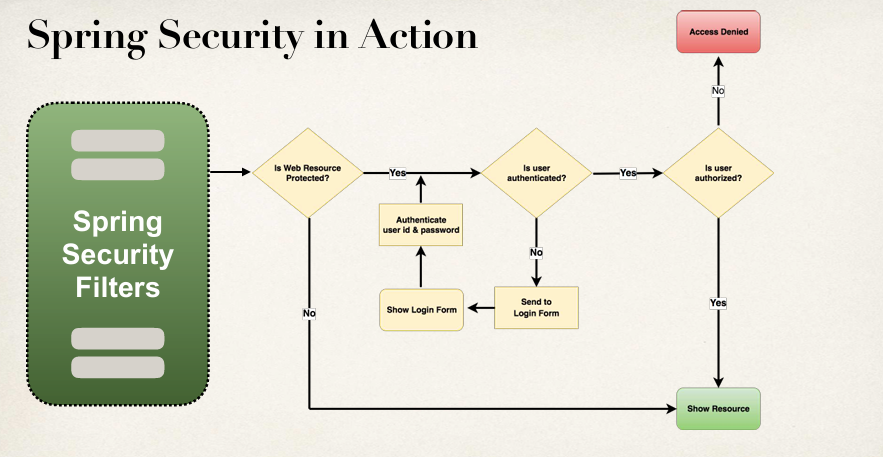 Spring Security in Action
Access Denied
No
Spring
Security
Filters
Is Web Resource
Protected?
Yes
Is user
authenticated?
Yes
Is user
authorized?
Authenticate
user id & password
No
Show Login Form
Send to
Login Form
No
Yes
Show Resource